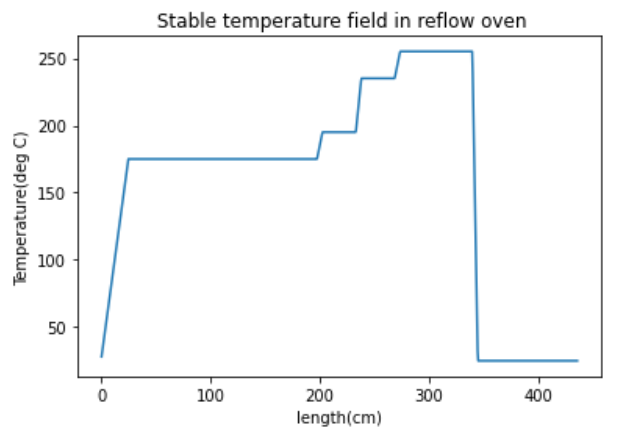 Stable temperature field in reflow oven
250
200
150
100
50
Temperature(deg C)
0 100 200 300 400
length(cm)